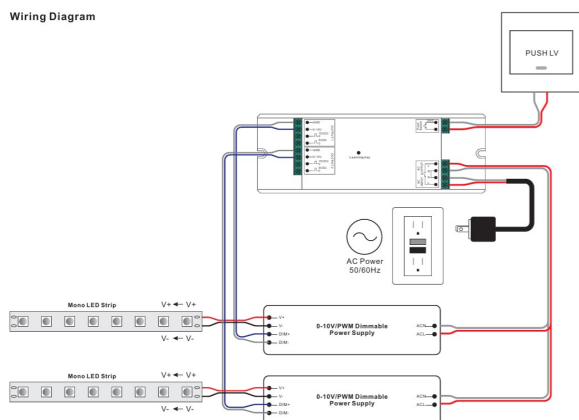 Wiring Diagram
PUSH LV
AC Power
50/60Hz
Mono LED Strip
V+ V+
V- V-
V+
V-
DIM+
DIM-
0-10V/PWM Dimmable
Power Supply
ACN
ACL
Mono LED Strip
V+ V+
V- V-
V+
V-
DIM+
DIM-
0-10V/PWM Dimmable
Power Supply
ACN
ACL